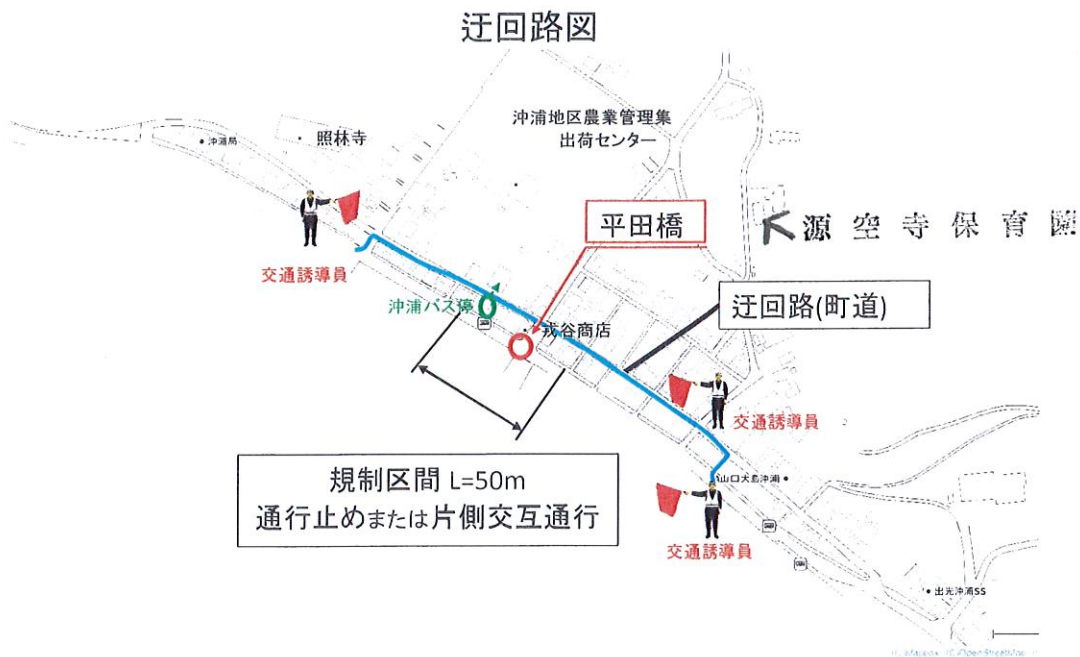 迂回路図
沖浦地区農業管理集
出荷センター
沖浦局
照林寺
平田橋
源空寺保育園
交通誘導員
沖浦バス停
迂回路(町道)
戎谷商店
交通誘導員
規制区間 L=50m
通行止めまたは片側交互通行
山口大島沖浦
交通誘導員
出光沖浦SS
© Mapbox © OpenStreetMap